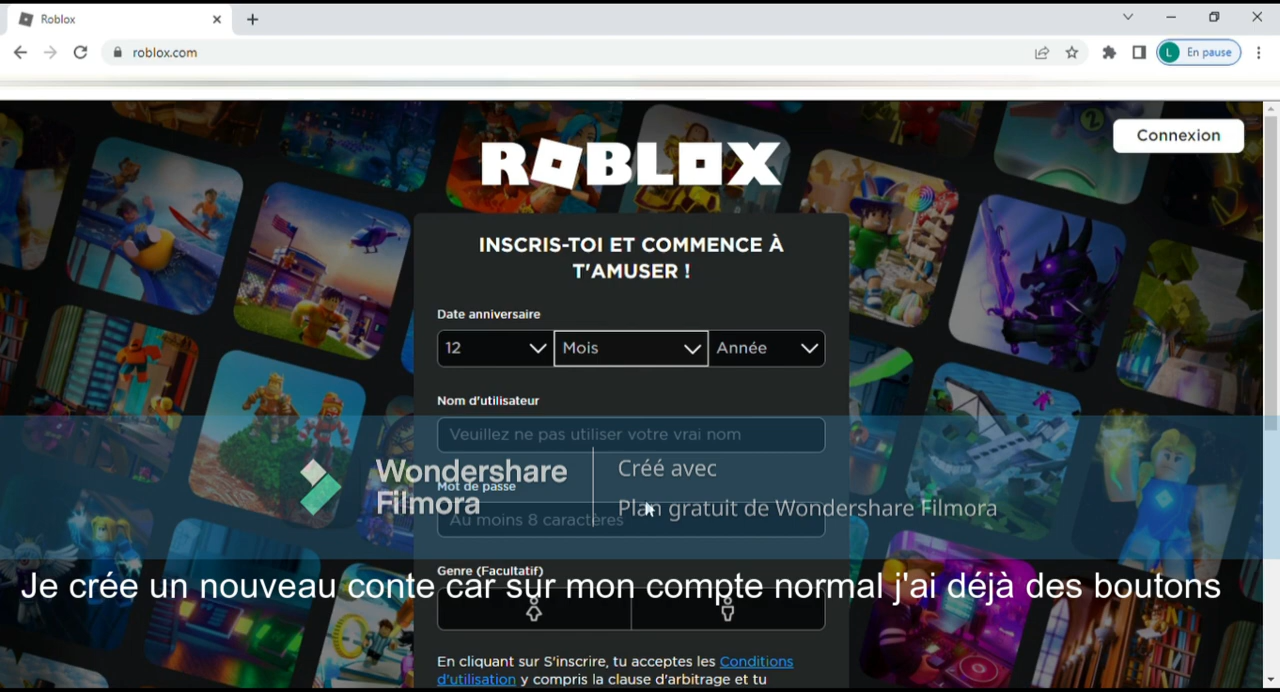 Roblox
roblox.com
L En pause
Connexion
ROBLOX
INSCRIS-TOI ET COMMENCE À
T'AMUSER !
Date anniversaire
12 Mois Année
Nom d'utilisateur
Veuillez ne pas utiliser votre vrai nom
Wondershare
Filmora
Créé avec
Plan gratuit de Wondershare Filmora
Mot de passe
Au moins 8 caractères
Genre (Facultatif)
Je crée un nouveau conte car sur mon compte normal j'ai déjà des boutons
En cliquant sur S'inscrire, tu acceptes les Conditions
d'utilisation y compris la clause d'arbitrage et tu